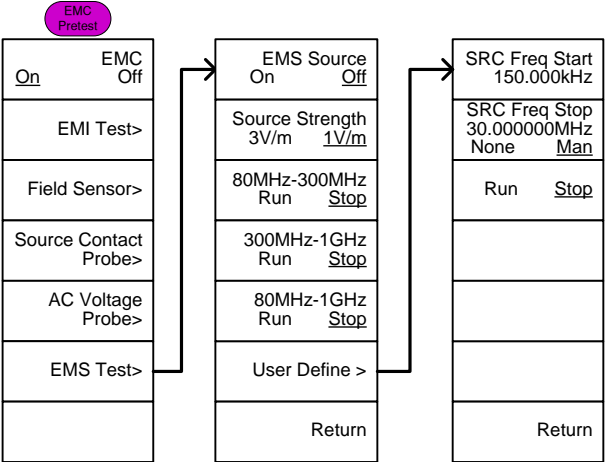 EMC
Pretest
EMC
On Off
EMI Test>
Field Sensor>
Source Contact
Probe>
AC Voltage
Probe>
EMS Test>
EMS Source
On Off
Source Strength
3V/m 1V/m
80MHz-300MHz
Run Stop
300MHz-1GHz
Run Stop
80MHz-1GHz
Run Stop
User Define >
Return
SRC Freq Start
150.000kHz
SRC Freq Stop
30.000000MHz
None Man
Run Stop
Return